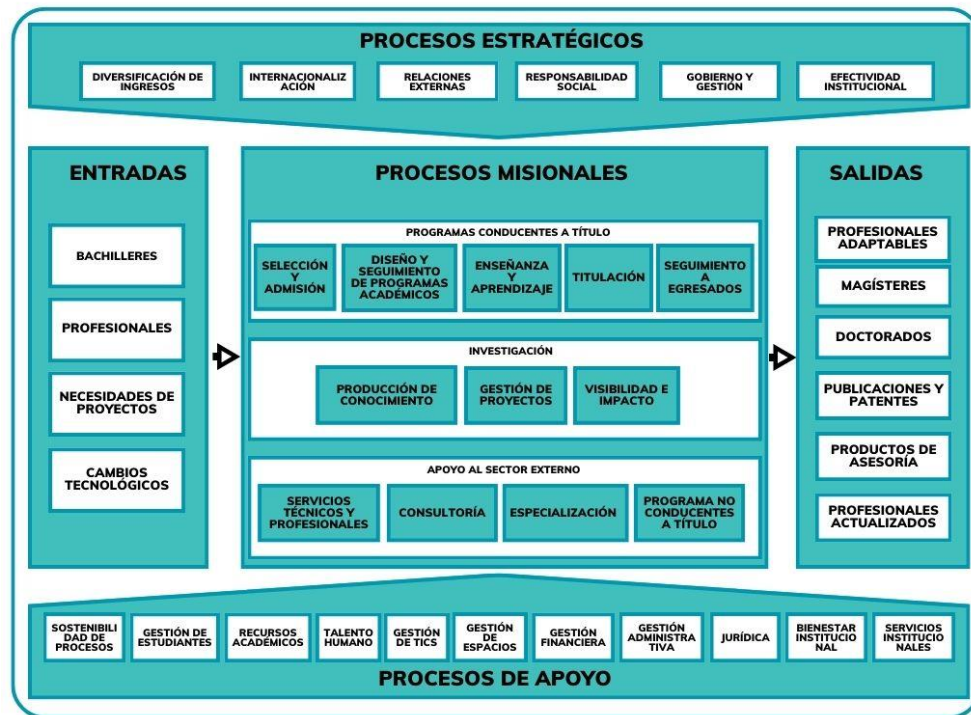 PROCESOS ESTRATÉGICOS
DIVERSIFICACIÓN DE
INGRESOS
INTERNACIONALIZ
ACIÓN
RELACIONES
EXTERNAS
RESPONSABILIDAD
SOCIAL
GOBIERNO Y
GESTIÓN
EFECTIVIDAD
INSTITUCIONAL
ENTRADAS
BACHILLERES
PROFESIONALES
NECESIDADES DE
PROYECTOS
CAMBIOS
TECNOLÓGICOS
PROCESOS MISIONALES
PROGRAMAS CONDUCENTES A TÍTULO
SELECCIÓN
Y
ADMISIÓN
DISEÑO Y
SEGUIMIENTO
DE PROGRAMAS
ACADÉMICOS
ENSEÑANZA
Y
APRENDIZAJE
TITULACIÓN
SEGUIMIENTO
A
EGRESADOS
INVESTIGACIÓN
PRODUCCIÓN DE
CONOCIMIENTO
GESTIÓN DE
PROYECTOS
VISIBILIDAD E
IMPACTO
APOYO AL SECTOR EXTERNO
SERVICIOS
TÉCNICOS Y
PROFESIONALES
CONSULTORÍA
ESPECIALIZACIÓN
PROGRAMA NO
CONDUCENTES
A TÍTULO
SALIDAS
PROFESIONALES
ADAPTABLES
MAGÍSTERES
DOCTORADOS
PUBLICACIONES Y
PATENTES
PRODUCTOS DE
ASESORÍA
PROFESIONALES
ACTUALIZADOS
SOSTENIBILI
DAD DE
PROCESOS
GESTIÓN DE
ESTUDIANTES
RECURSOS
ACADÉMICOS
TALENTO
HUMANO
GESTIÓN
DE TICS
GESTIÓN
DE
ESPACIOS
GESTIÓN
FINANCIERA
GESTIÓN
ADMINISTRA
TIVA
JURÍDICA
BIENESTAR
INSTITUCIO
NAL
SERVICIOS
INSTITUCIO
NALES
PROCESOS DE APOYO